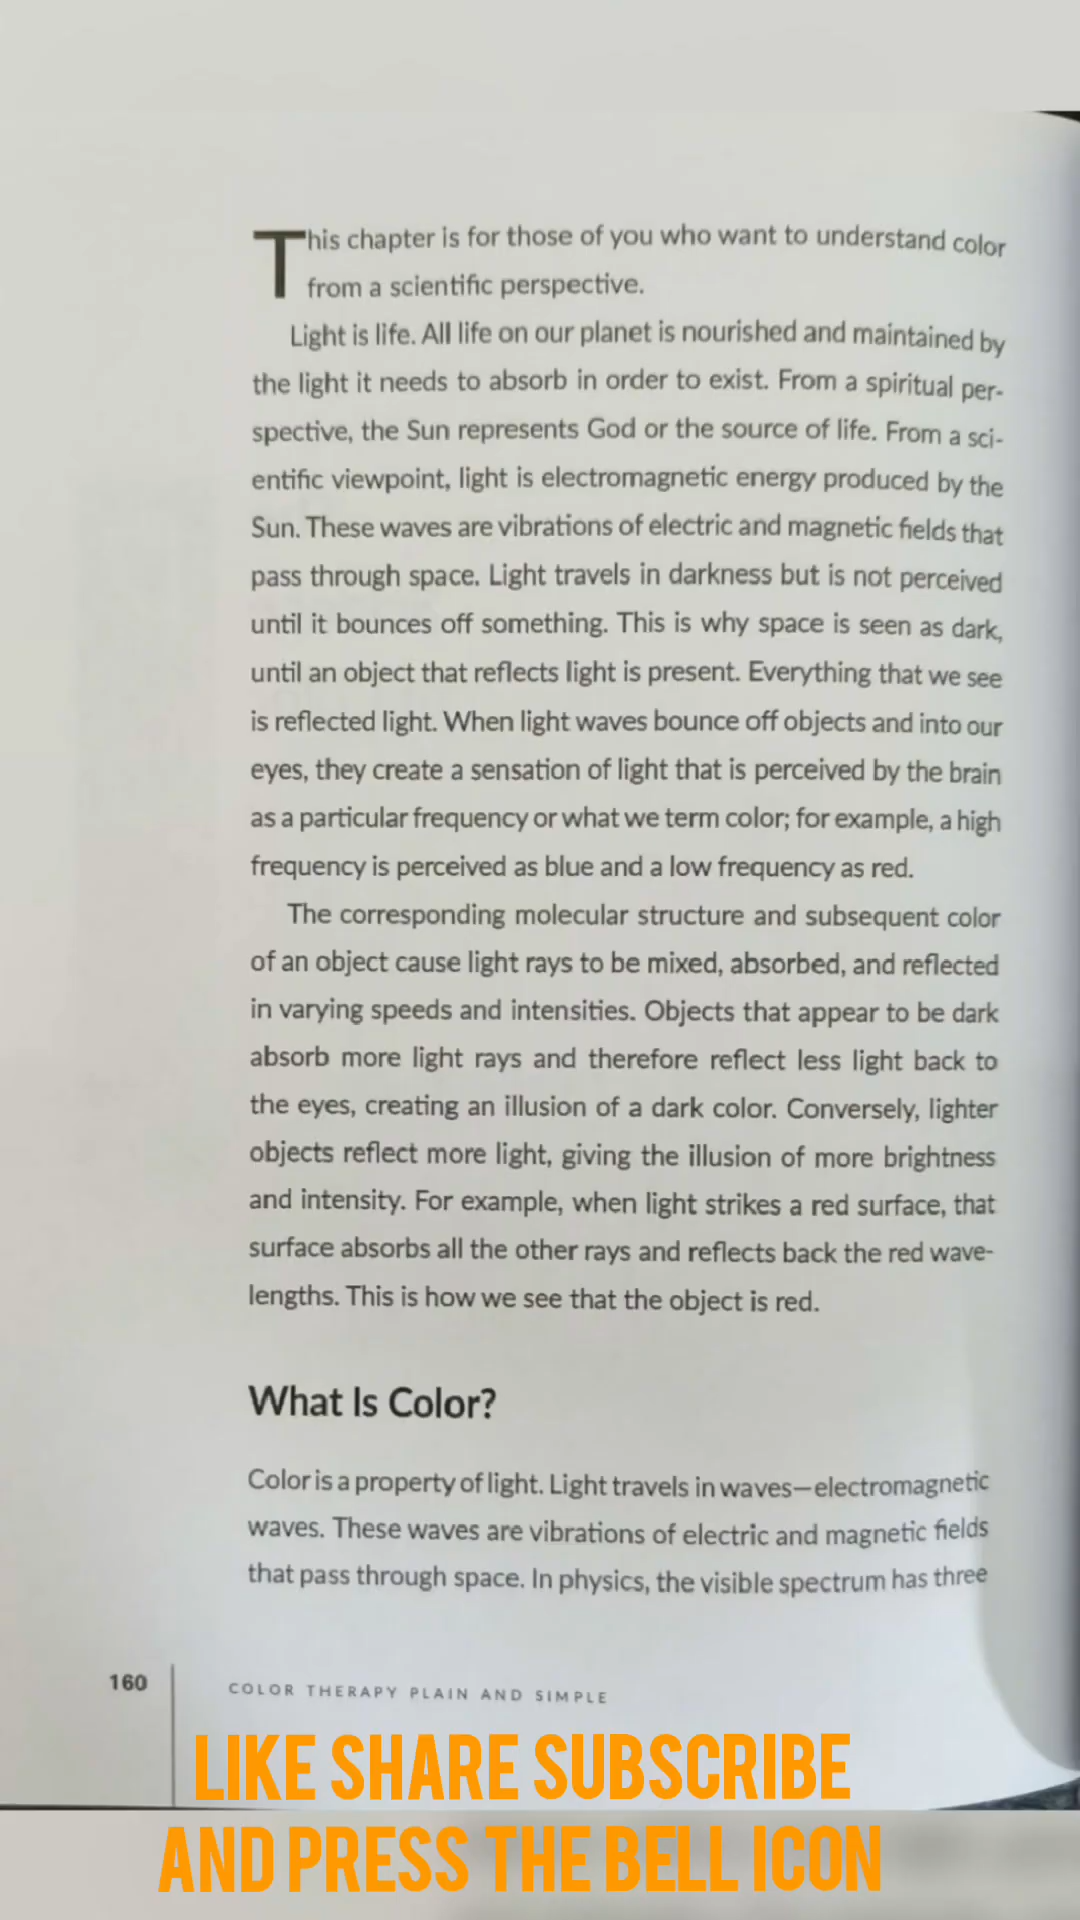 This chapter is for those of you who want to understand color
from a scientific perspective.
Light is life. All life on our planet is nourished and maintained by
the light it needs to absorb in order to exist. From a spiritual per-
spective, the Sun represents God or the source of life. From a sci-
entific viewpoint, light is electromagnetic energy produced by the
Sun. These waves are vibrations of electric and magnetic fields that
pass through space. Light travels in darkness but is not perceived
until it bounces off something. This is why space is seen as dark,
until an object that reflects light is present. Everything that we see
is reflected light. When light waves bounce off objects and into our
eyes, they create a sensation of light that is perceived by the brain
as a particular frequency or what we term color; for example, a high
frequency is perceived as blue and a low frequency as red.
The corresponding molecular structure and subsequent color
of an object cause light rays to be mixed, absorbed, and reflected
in varying speeds and intensities. Objects that appear to be dark
absorb more light rays and therefore reflect less light back to
the eyes, creating an illusion of a dark color. Conversely, lighter
objects reflect more light, giving the illusion of more brightness
and intensity. For example, when light strikes a red surface, that
surface absorbs all the other rays and reflects back the red wave-
lengths. This is how we see that the object is red.
What Is Color?
Color is a property of light. Light travels in waves—electromagnetic
waves. These waves are vibrations of electric and magnetic fields
that pass through space. In physics, the visible spectrum has three
160
COLOR THERAPY PLAIN AND SIMPLE
LIKE SHARE SUBSCRIBE
AND PRESS THE BELL ICON